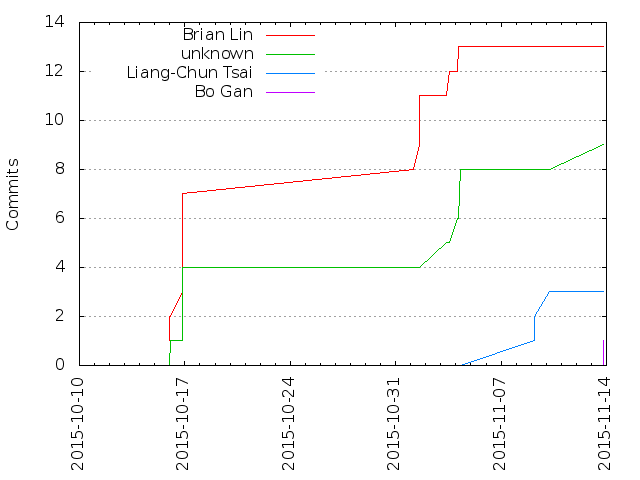 14
12
10
8
6
4
2
0
Commits
Brian Lin
unknown
Liang-Chun Tsai
Bo Gan
2015-10-10
2015-10-17
2015-10-24
2015-10-31
2015-11-07
2015-11-14